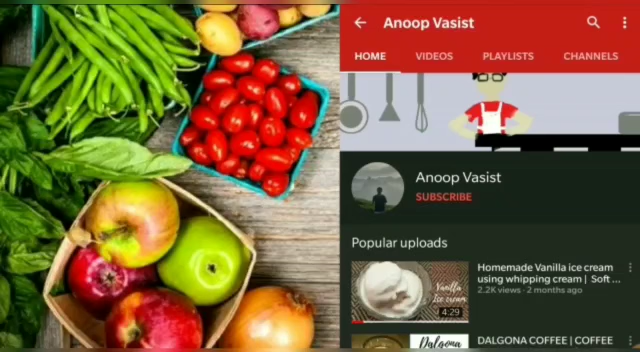 Anoop Vasist
HOME VIDEOS PLAYLISTS CHANNELS
Anoop Vasist
SUBSCRIBE
Popular uploads
Homemade Vanilla ice cream
using whipping cream | Soft ...
2.2K views · 2 months ago
Vanilla
Ice cream
4:29
DALGONA COFFEE | COFFEE
Dalgona